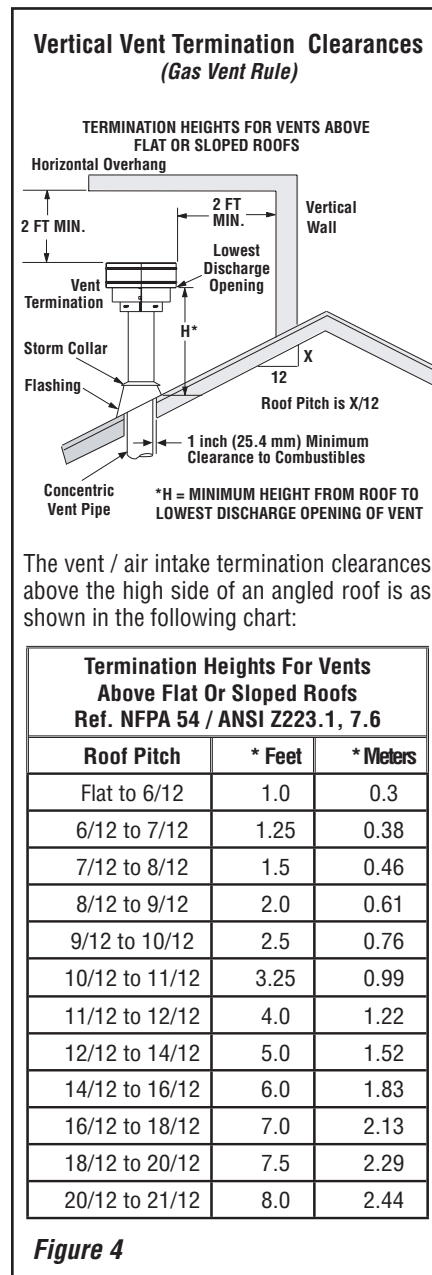 Vertical Vent Termination Clearances
(Gas Vent Rule)
TERMINATION HEIGHTS FOR VENTS ABOVE
FLAT OR SLOPED ROOFS
Horizontal Overhang
2 FT MIN.
2 FT
MIN.
Vertical
Wall
Lowest
Discharge
Opening
Vent
Termination
H*
Storm Collar
X
12
Flashing
Roof Pitch is X/12
1 inch (25.4 mm) Minimum
Clearance to Combustibles
Concentric
Vent Pipe
*H = MINIMUM HEIGHT FROM ROOF TO
LOWEST DISCHARGE OPENING OF VENT
The vent / air intake termination clearances
above the high side of an angled roof is as
shown in the following chart:
Termination Heights For Vents
Above Flat Or Sloped Roofs
Ref. NFPA 54 / ANSI Z223.1, 7.6
Roof Pitch * Feet * Meters
Flat to 6/12 1.0 0.3
6/12 to 7/12 1.25 0.38
7/12 to 8/12 1.5 0.46
8/12 to 9/12 2.0 0.61
9/12 to 10/12 2.5 0.76
10/12 to 11/12 3.25 0.99
11/12 to 12/12 4.0 1.22
12/12 to 14/12 5.0 1.52
14/12 to 16/12 6.0 1.83
16/12 to 18/12 7.0 2.13
18/12 to 20/12 7.5 2.29
20/12 to 21/12 8.0 2.44
Figure 4